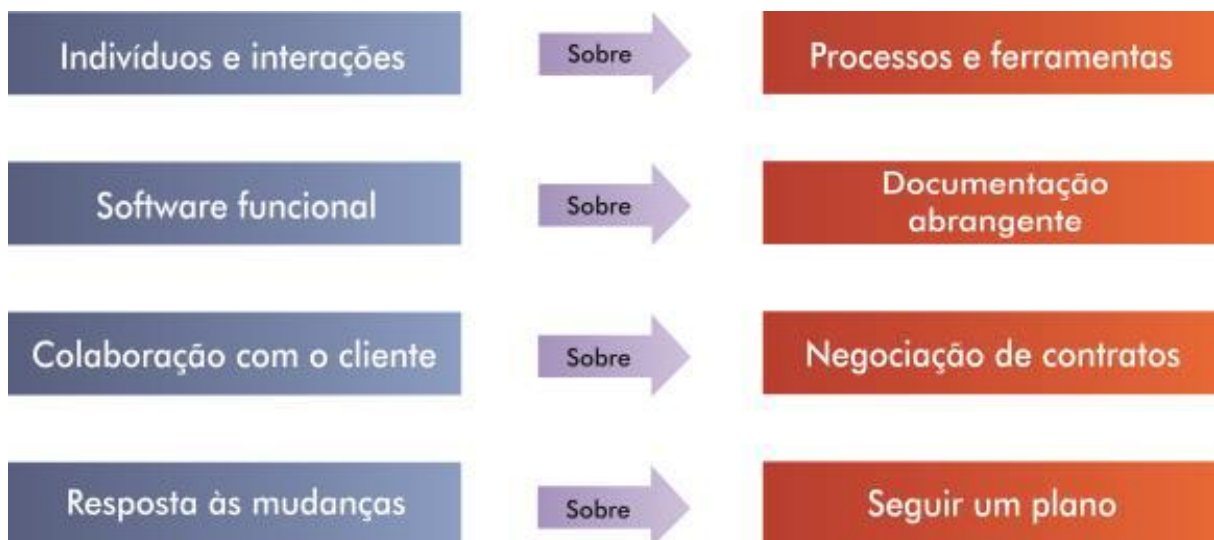 Indivíduos e interações
Sobre
Processos e ferramentas
Software funcional
Sobre
Documentação
abrangente
Colaboração com o cliente
Sobre
Negociação de contratos
Resposta às mudanças
Sobre
Seguir um plano